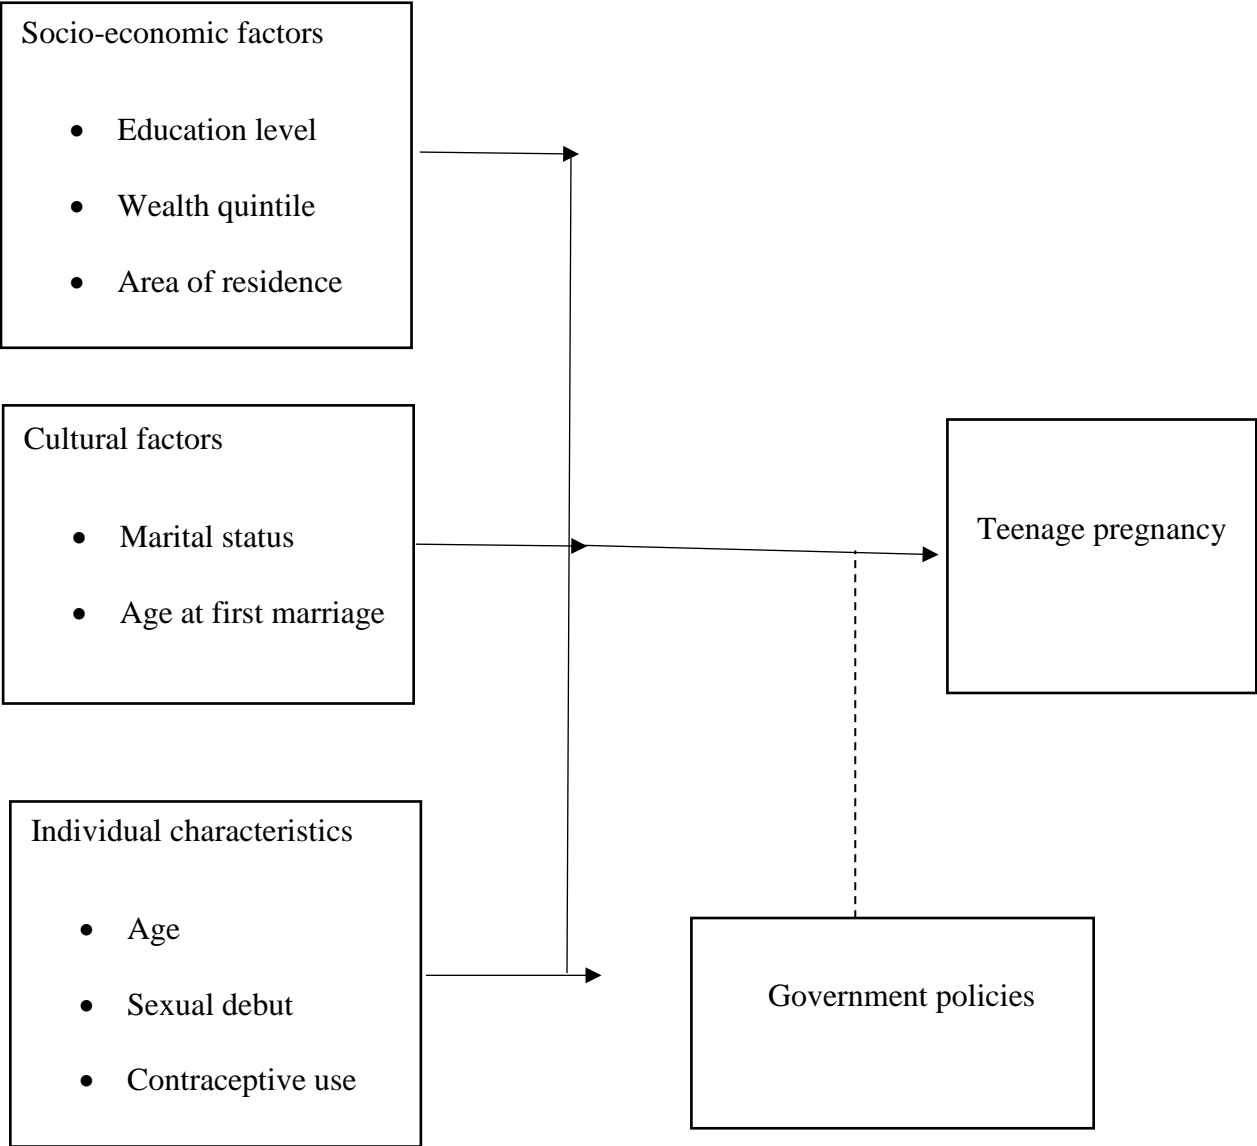 Socio-economic factors
• Education level
• Wealth quintile
• Area of residence
Cultural factors
• Marital status
• Age at first marriage
Teenage pregnancy
Individual characteristics
• Age
• Sexual debut
• Contraceptive use
Government policies